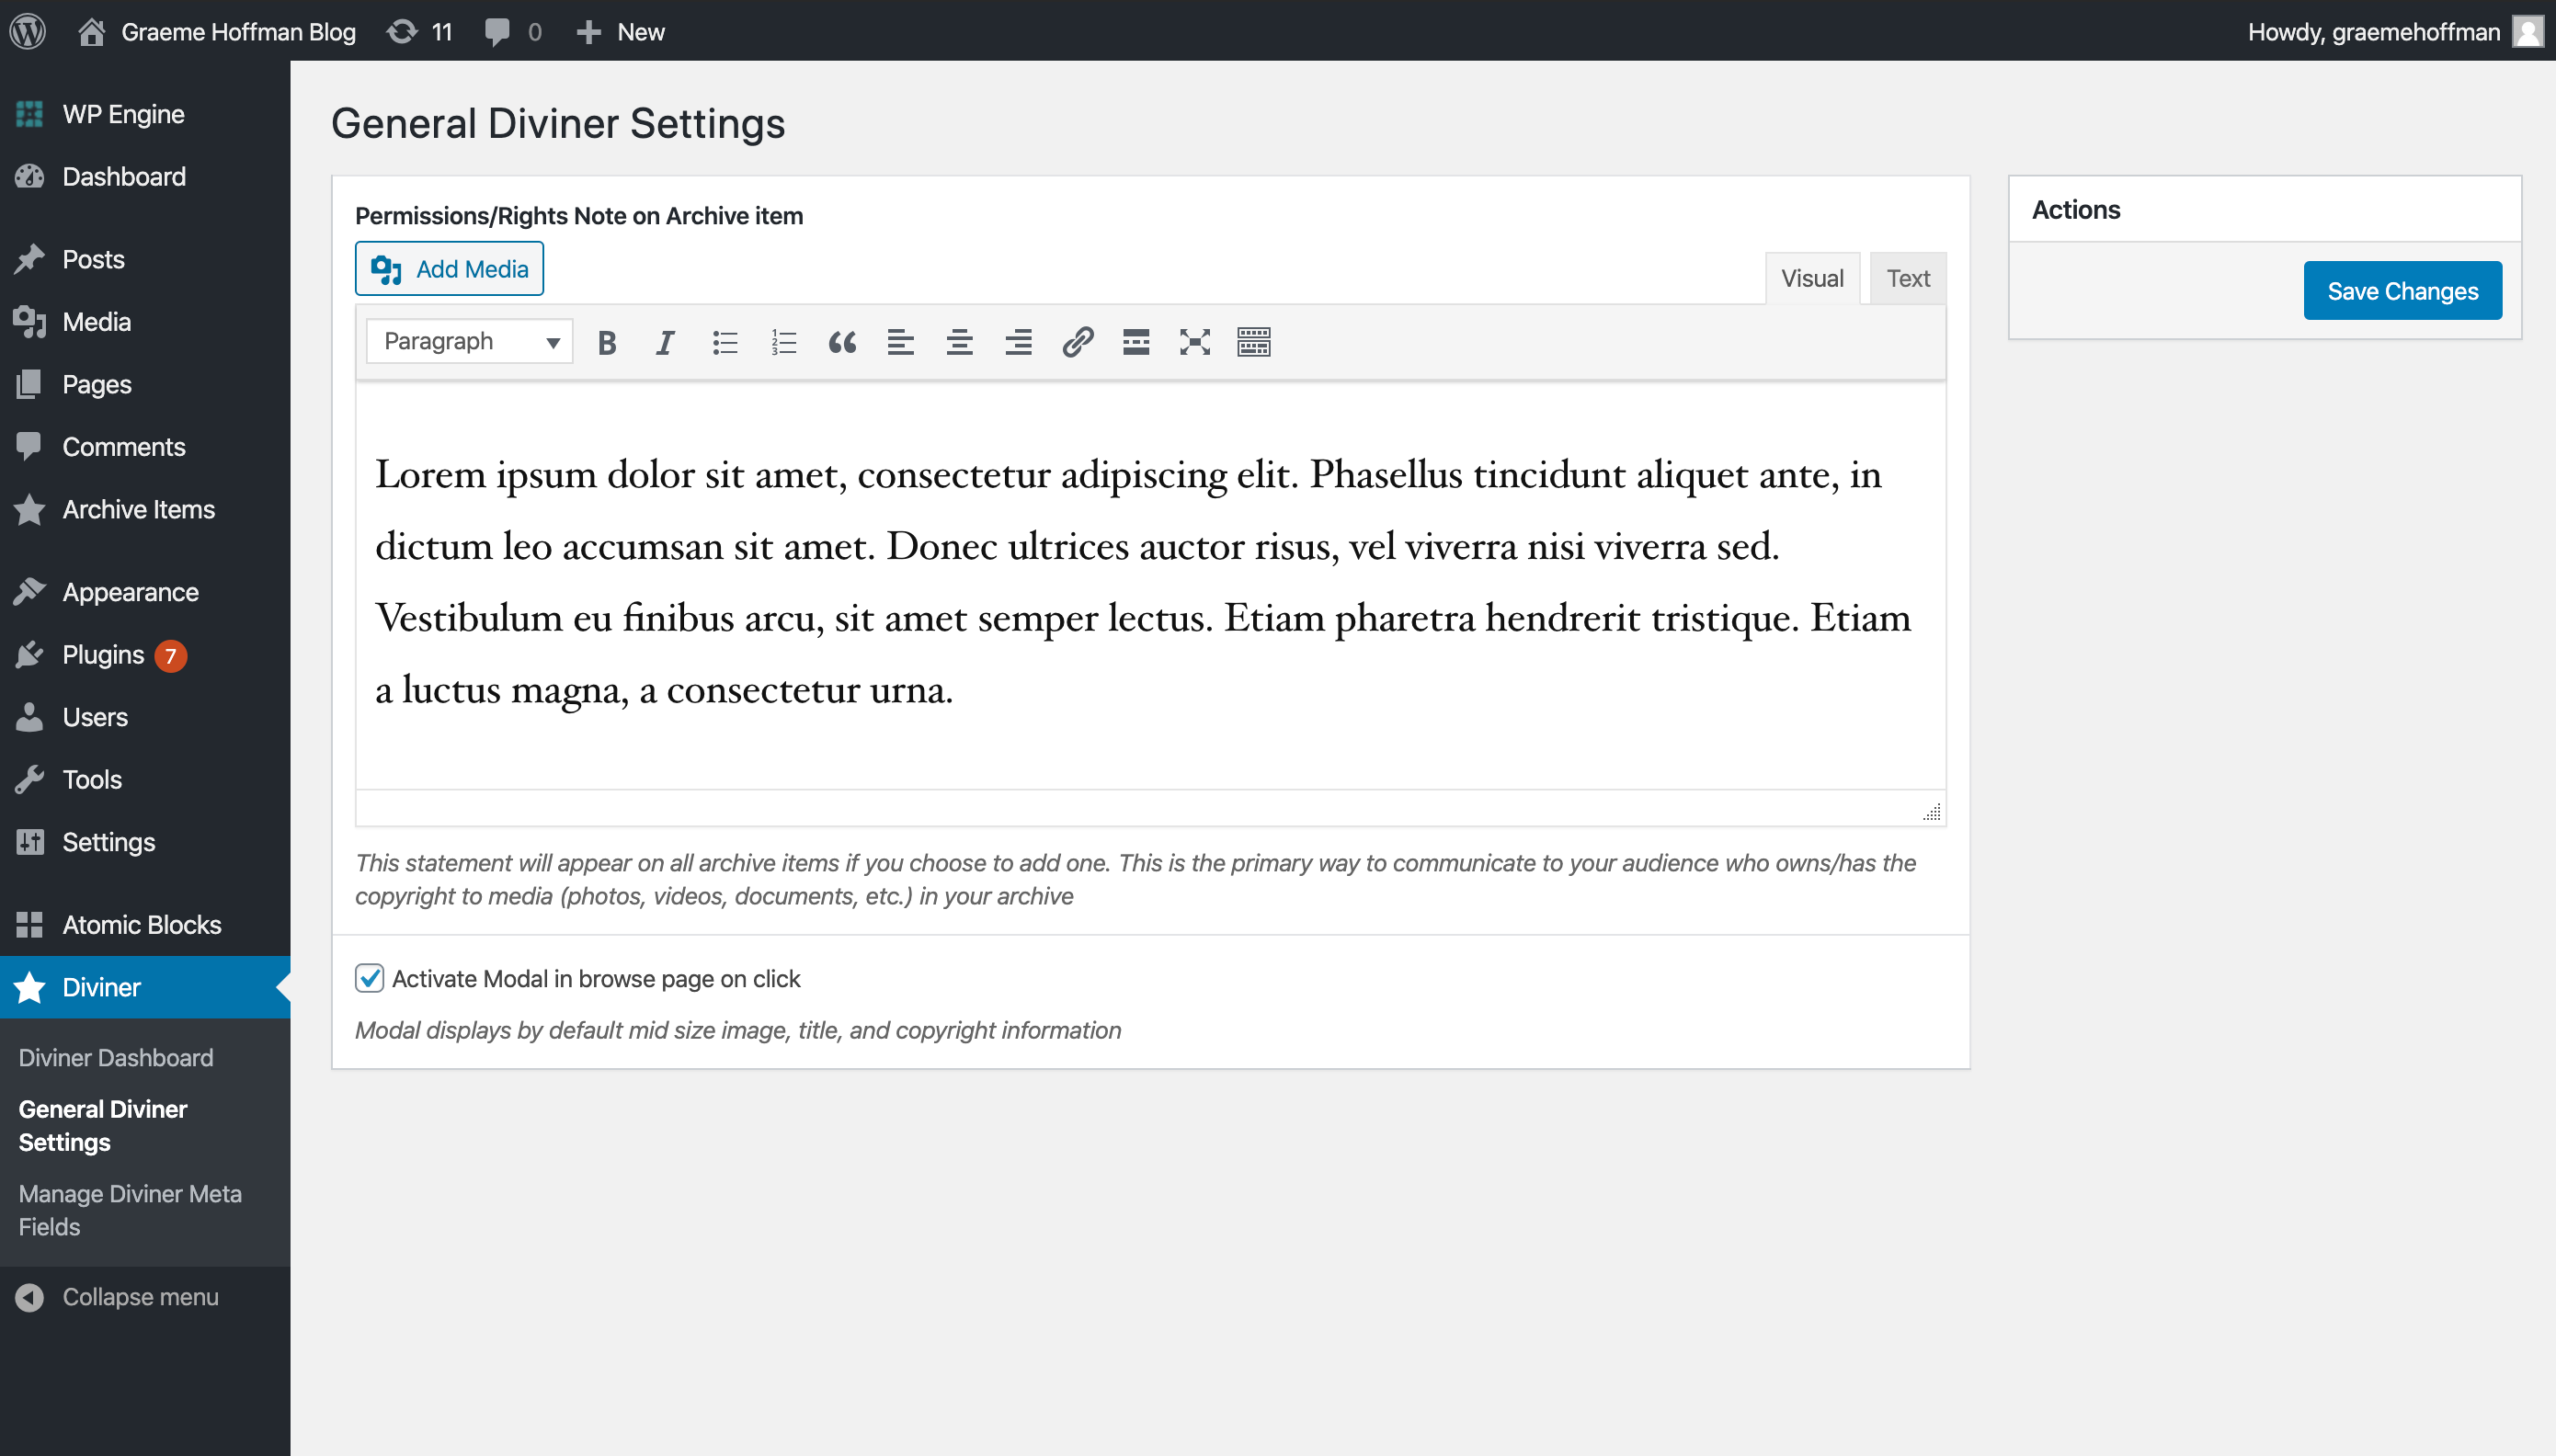 Graeme Hoffman Blog 11 0 New Howdy, graemehoffman
WP Engine
Dashboard
Posts
Media
Pages
Comments
Archive Items
Appearance
Plugins 7
Users
Tools
Settings
Atomic Blocks
Diviner
Diviner Dashboard
General Diviner
Settings
Manage Diviner Meta
Fields
Collapse menu
General Diviner Settings
Permissions/Rights Note on Archive item
Add Media
Visual Text
Paragraph
Lorem ipsum dolor sit amet, consectetur adipiscing elit. Phasellus tincidunt aliquet ante, in
dictum leo accumsan sit amet. Donec ultrices auctor risus, vel viverra nisi viverra sed.
Vestibulum eu finibus arcu, sit amet semper lectus. Etiam pharetra hendrerit tristique. Etiam
a luctus magna, a consectetur urna.
This statement will appear on all archive items if you choose to add one. This is the primary way to communicate to your audience who owns/has the
copyright to media (photos, videos, documents, etc.) in your archive
Activate Modal in browse page on click
Modal displays by default mid size image, title, and copyright information
Actions
Save Changes